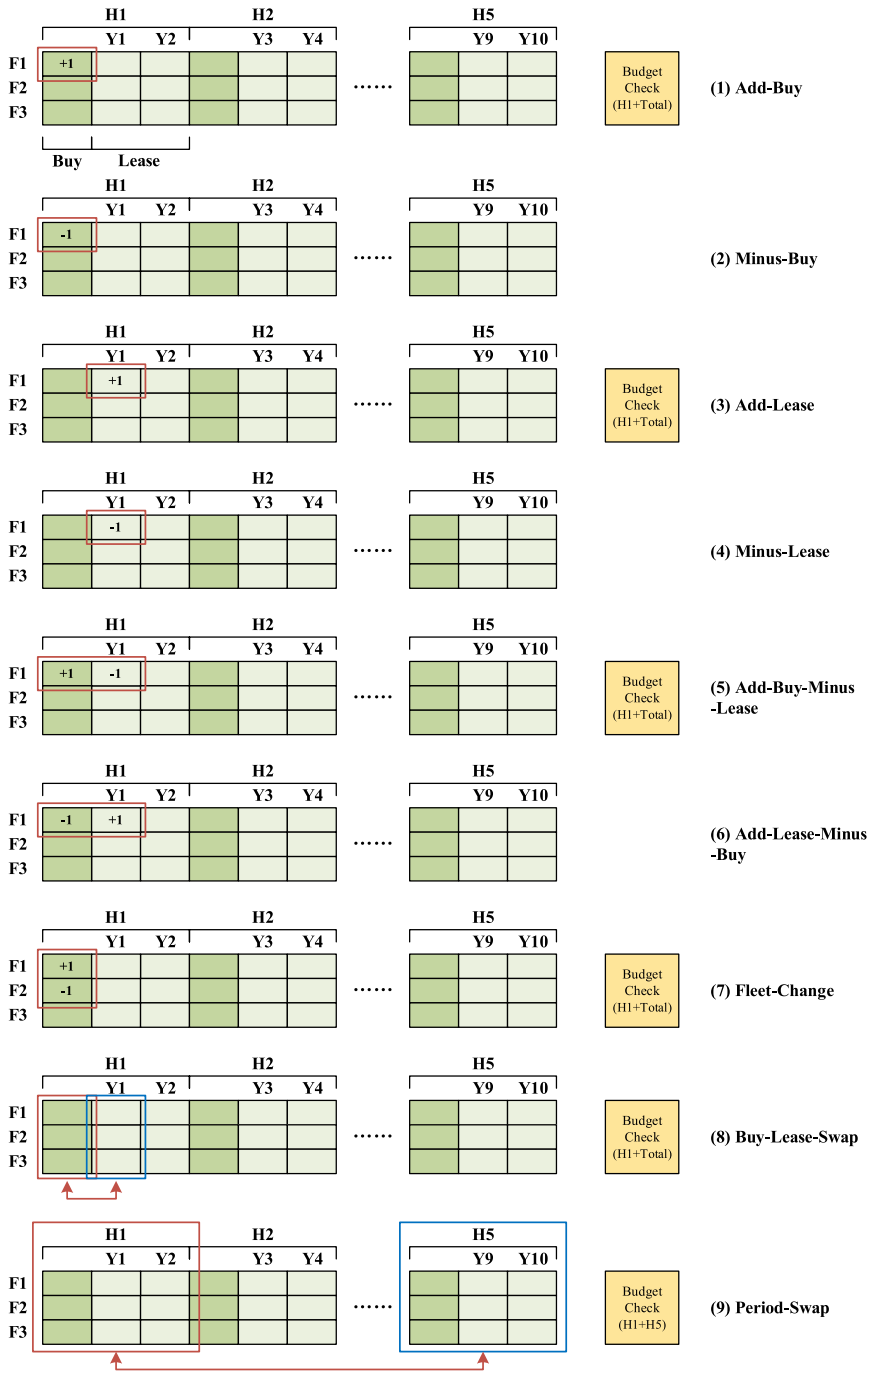 H1 H2 H5
Y1 Y2 Y3 Y4 Y9 Y10
F1 +1
F2 ······
F3
Budget
Check
(H1+Total)
(1) Add-Buy
Buy Lease
H1 H2 H5
Y1 Y2 Y3 Y4 Y9 Y10
F1 -1
F2 ······
F3
(2) Minus-Buy
H1 H2 H5
Y1 Y2 Y3 Y4 Y9 Y10
F1 +1
F2 ······
F3
Budget
Check
(H1+Total)
(3) Add-Lease
H1 H2 H5
Y1 Y2 Y3 Y4 Y9 Y10
F1 -1
F2 ······
F3
(4) Minus-Lease
H1 H2 H5
Y1 Y2 Y3 Y4 Y9 Y10
F1 +1 -1
F2 ······
F3
Budget
Check
(H1+Total)
(5) Add-Buy-Minus
-Lease
H1 H2 H5
Y1 Y2 Y3 Y4 Y9 Y10
F1 -1 +1
F2 ······
F3
(6) Add-Lease-Minus
-Buy
H1 H2 H5
Y1 Y2 Y3 Y4 Y9 Y10
F1 +1
F2 -1 ······
F3
Budget
Check
(H1+Total)
(7) Fleet-Change
H1 H2 H5
Y1 Y2 Y3 Y4 Y9 Y10
F1
F2 ······
F3
Budget
Check
(H1+Total)
(8) Buy-Lease-Swap
H1 H2 H5
Y1 Y2 Y3 Y4 Y9 Y10
F1
F2 ······
F3
Budget
Check
(H1+H5)
(9) Period-Swap